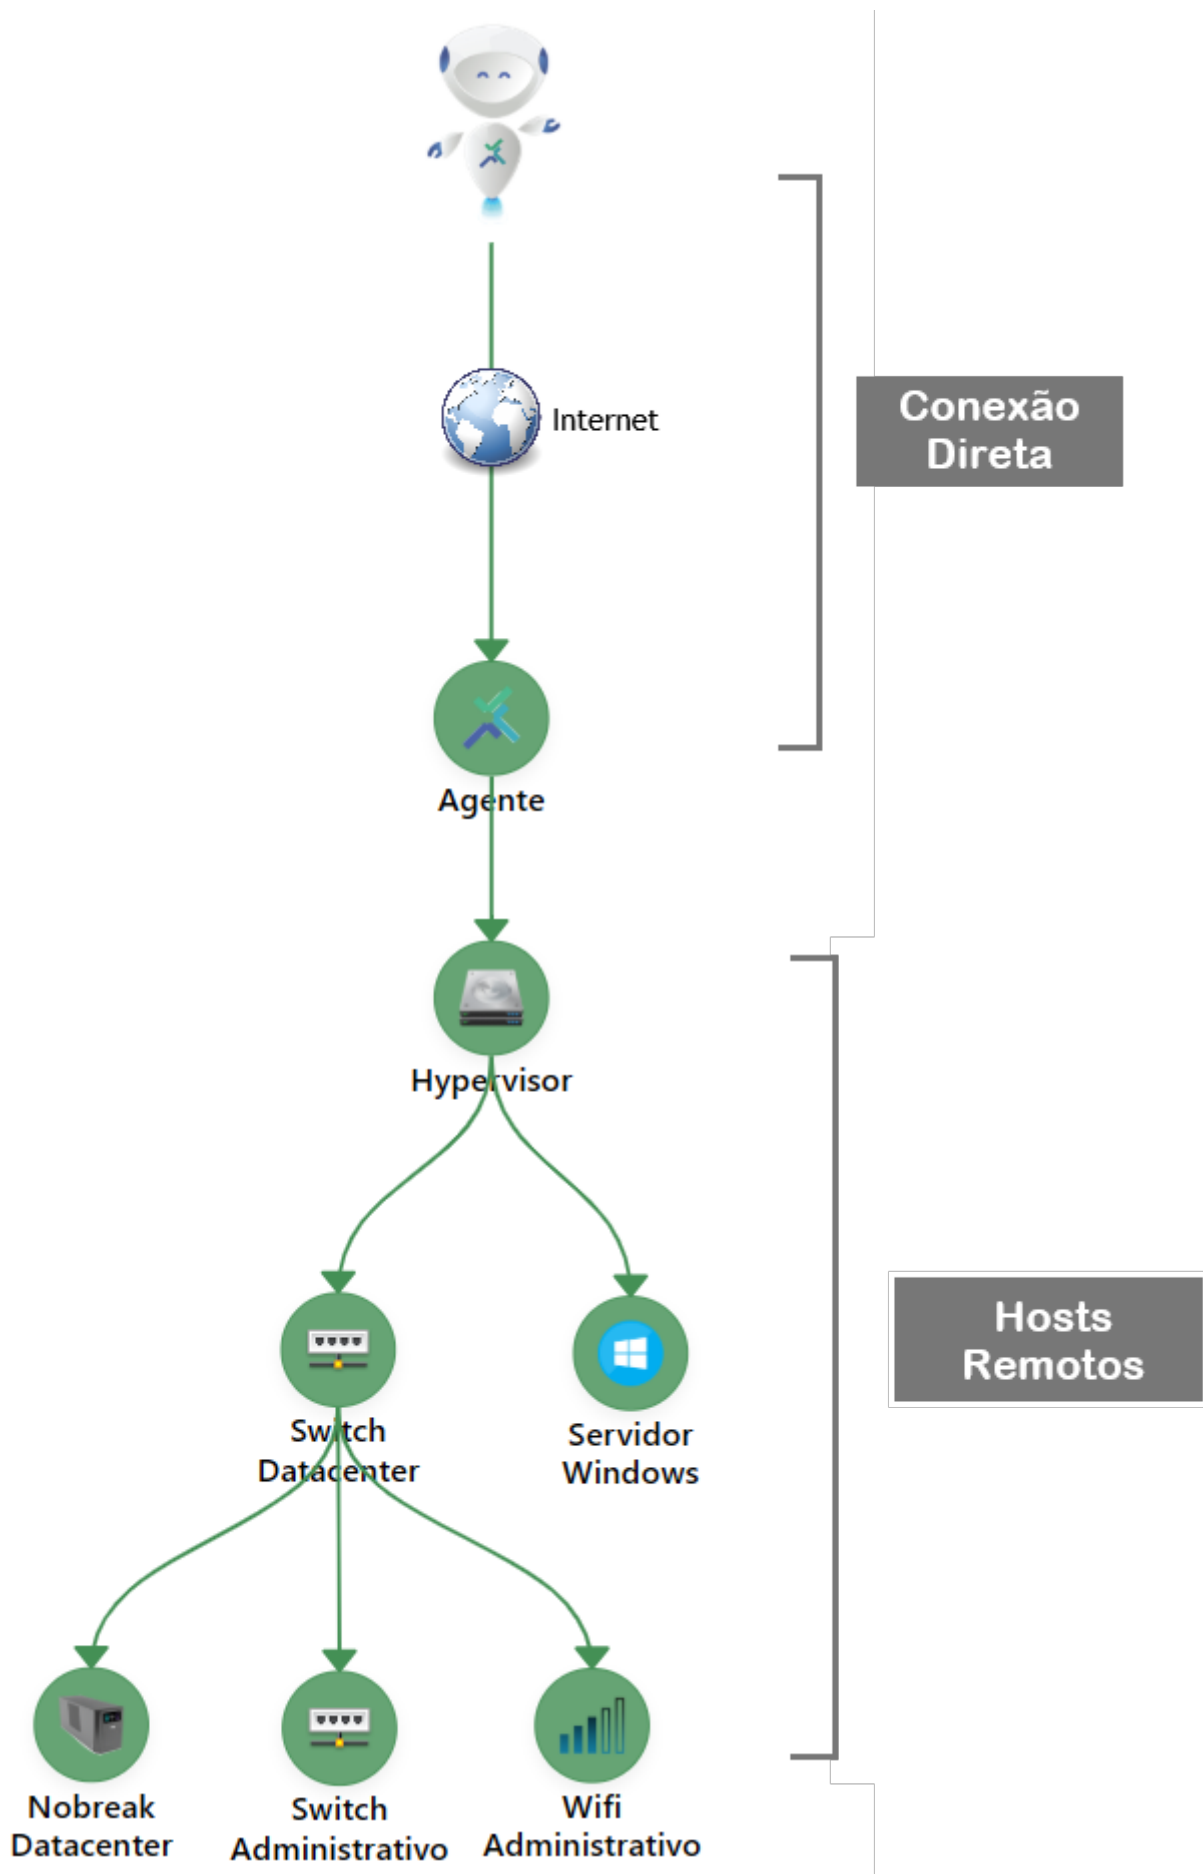 Internet
Conexão
Direta
Agente
Hypervisor
Hosts
Remotos
Switch
Datacenter
Servidor
Windows
Nobreak
Datacenter
Switch
Administrativo
Wifi
Administrativo